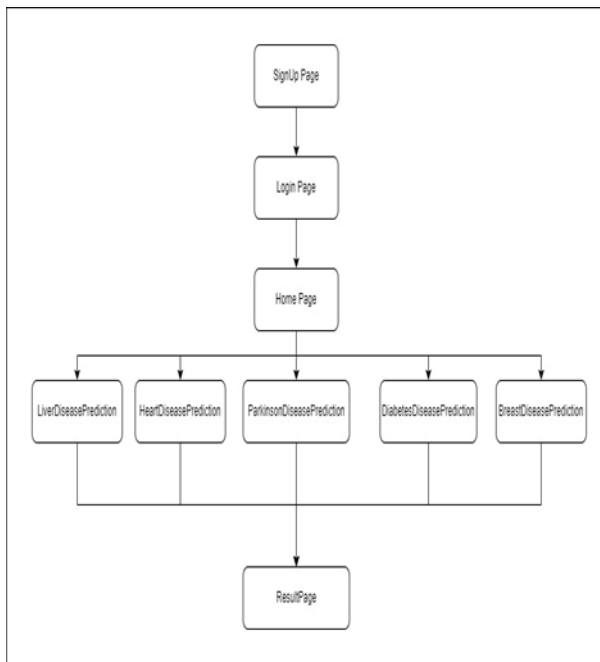 SignUp Page
Login Page
Home Page
LiverDiseasePrediction
HeartDiseasePrediction
ParkinsonDiseasePrediction
DiabetesDiseasePrediction
BreastDiseasePrediction
ResultPage